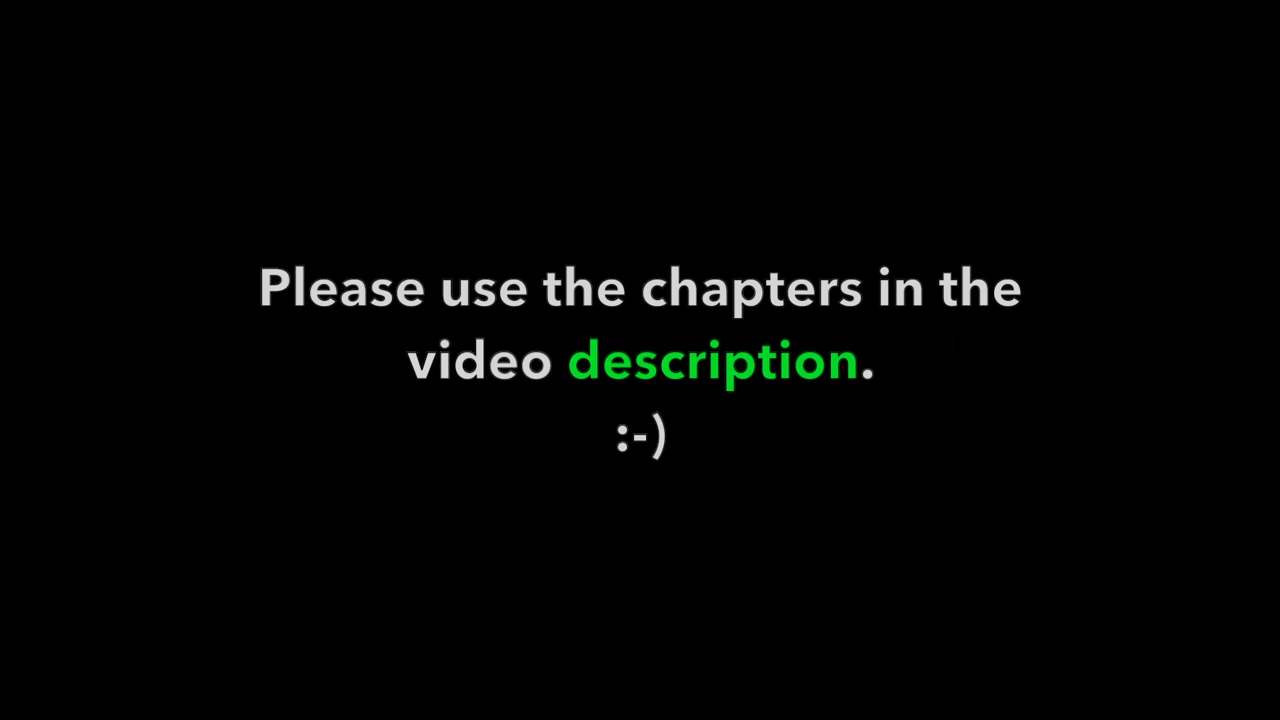 Please use the chapters in the
video description.
:-)